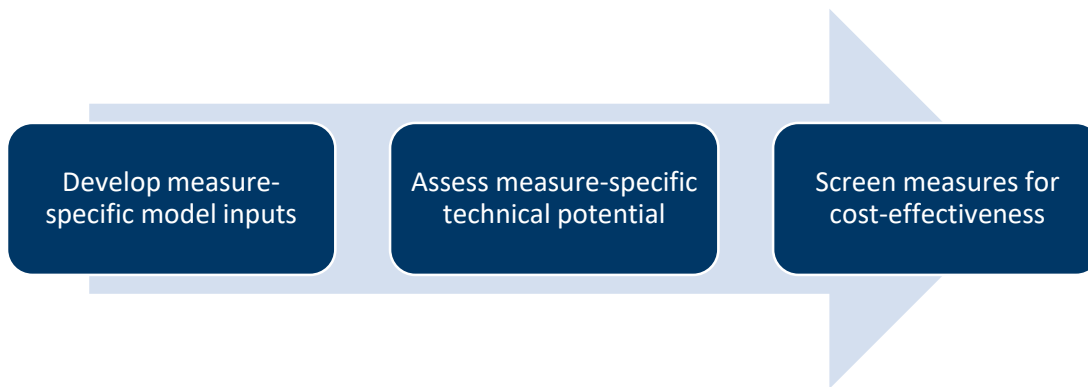 Develop measure-
specific model inputs
Assess measure-specific
technical potential
Screen measures for
cost-effectiveness